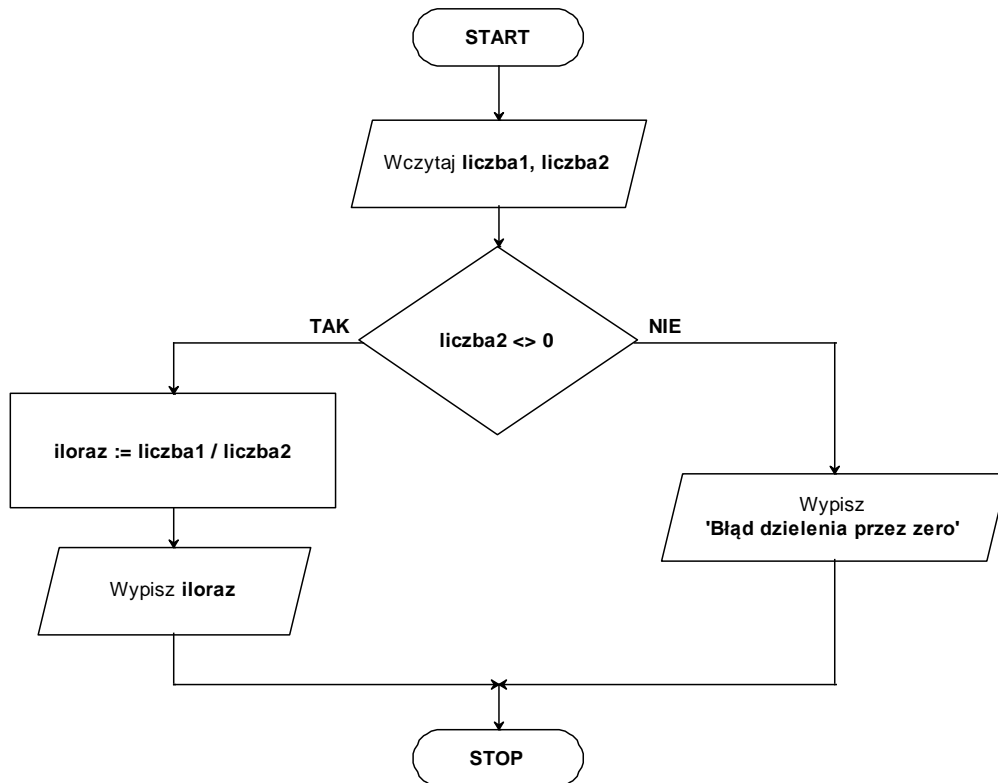 START
Wczytaj liczba1, liczba2
TAK
liczba2 <> 0
NIE
iloraz := liczba1 / liczba2
Wypisz
'Błąd dzielenia przez zero'
Wypisz iloraz
STOP